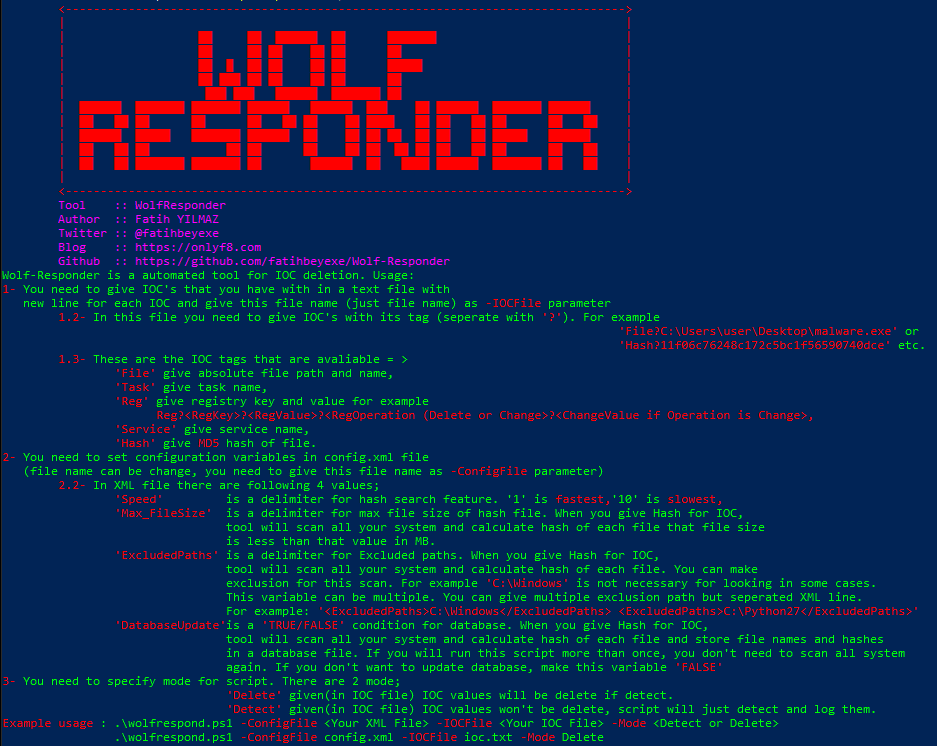 WOLF
RESPONDER
Tool :: WolfResponder
Author :: Fatih YILMAZ
Twitter :: @fatihbeyexe
Blog :: https://onlyf8.com
Github :: https://github.com/fatihbeyexe/Wolf-Responder
Wolf-Responder is a automated tool for IOC deletion. Usage:
1- You need to give IOC's that you have with in a text file with
new line for each IOC and give this file name (just file name) as -IOCFile parameter
1.2- In this file you need to give IOC's with its tag (seperate with '?'). For example
'File?C:\Users\user\Desktop\malware.exe' or
'Hash?11f06c76248c172c5bc1f56590740dce' etc.
1.3- These are the IOC tags that are avaliable = >
'File' give absolute file path and name,
'Task' give task name,
'Reg' give registry key and value for example
Reg?<RegKey>?<RegValue>?<RegOperation (Delete or Change>?<ChangeValue if Operation is Change>,
'Service' give service name,
'Hash' give MD5 hash of file.
2- You need to set configuration variables in config.xml file
(file name can be change, you need to give this file name as -ConfigFile parameter)
2.2- In XML file there are following 4 values;
'Speed' is a delimiter for hash search feature. '1' is fastest,'10' is slowest,
'Max_FileSize' is a delimiter for max file size of hash file. When you give Hash for IOC,
tool will scan all your system and calculate hash of each file that file size
is less than that value in MB.
'ExcludedPaths' is a delimiter for Excluded paths. When you give Hash for IOC,
tool will scan all your system and calculate hash of each file. You can make
exclusion for this scan. For example 'C:\Windows' is not necessary for looking in some cases.
This variable can be multiple. You can give multiple exclusion path but seperated XML line.
For example: '<ExcludedPaths>C:\Windows</ExcludedPaths> <ExcludedPaths>C:\Python27</ExcludedPaths>'
'DatabaseUpdate'is a 'TRUE/FALSE' condition for database. When you give Hash for IOC,
tool will scan all your system and calculate hash of each file and store file names and hashes
in a database file. If you will run this script more than once, you don't need to scan all system
again. If you don't want to update database, make this variable 'FALSE'
3- You need to specify mode for script. There are 2 mode;
'Delete' given(in IOC file) IOC values will be delete if detect.
'Detect' given(in IOC file) IOC values won't be delete, script will just detect and log them.
Example usage : .\wolfrespond.ps1 -ConfigFile <Your XML File> -IOCFile <Your IOC File> -Mode <Detect or Delete>
.\wolfrespond.ps1 -ConfigFile config.xml -IOCFile ioc.txt -Mode Delete